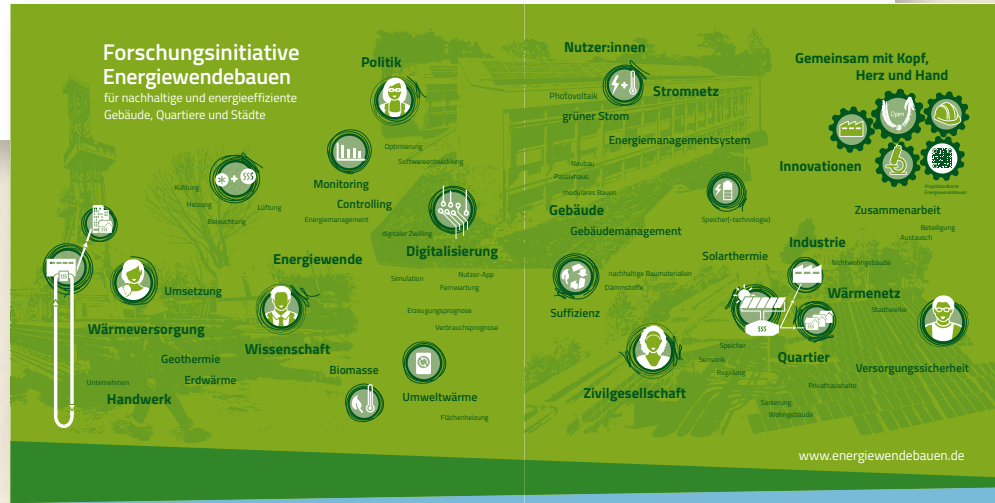 Forschungsinitiative
Energiewendebauen
für nachhaltige und energieeffiziente
Gebäude, Quartiere und Städte
Politik
Optimierung
Softwareentwicklung
Monitoring
Controlling
Energiemanagement
Kühlung
Heizung
Lüftung
Beleuchtung
digitaler Zwilling
Digitalisierung
Energiewende
Simulation
Nutzer-App
Fernwartung
Umsetzung
Erzeugungsprognose
Verbrauchsprognose
Wärmeversorgung
Wissenschaft
Geothermie
Erdwärme
Unternehmen
Handwerk
Biomasse
Umweltwärme
Flächenheizung
Nutzer:innen
Stromnetz
Photovoltaik
grüner Strom
Energiemanagementsystem
Neubau
Passivhaus
modulares Bauen
Gebäude
Gebäudemanagement
Speicher(-technologie)
Gemeinsam mit Kopf,
Herz und Hand
Open
Innovationen
Projektlandkarte
Energiewendebauen
Zusammenarbeit
Beteiligung
Austausch
Industrie
Solarthermie
Nichtwohngebäude
nachhaltige Baumaterialien
Dämmstoffe
Suffizienz
Wärmenetz
Stadtwerke
Quartier
Speicher
Sensorik
Regelung
Versorgungssicherheit
Zivilgesellschaft
Privathaushalte
Sanierung
Wohngebäude
www.energiewendebauen.de